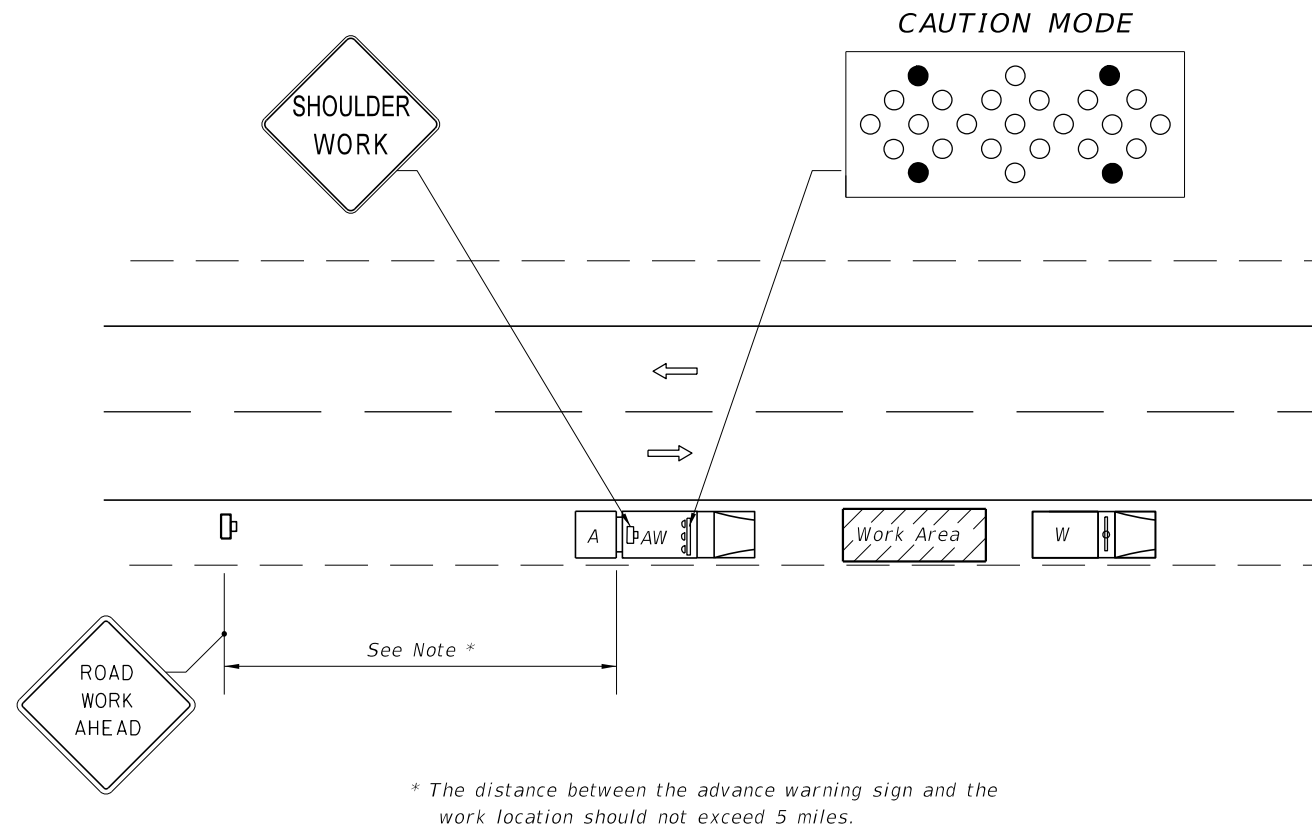 CAUTION MODE
SHOULDER
WORK
A
AW
Work Area
W
See Note *
ROAD
WORK
AHEAD
* The distance between the advance warning sign and the
work location should not exceed 5 miles.